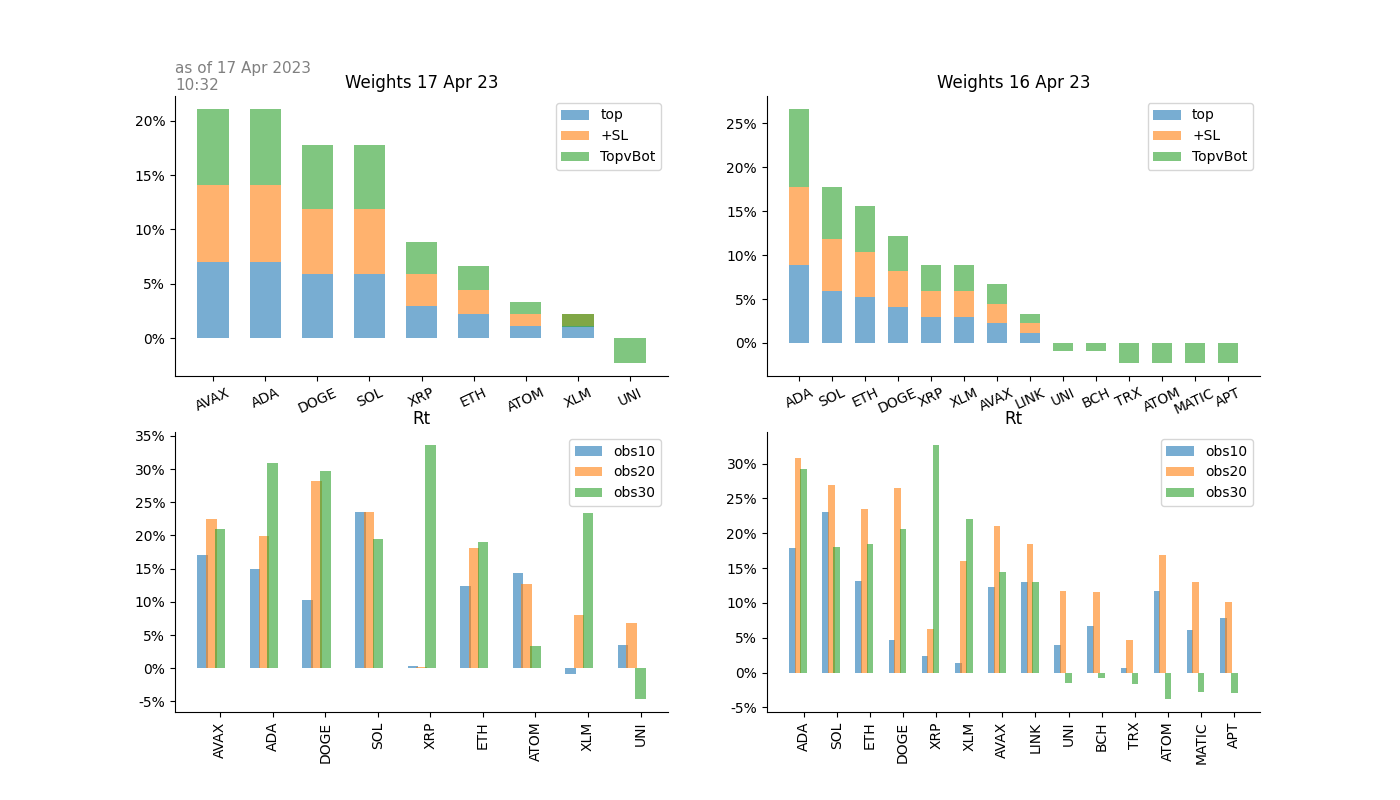 as of 17 Apr 2023
10:32
Weights 17 Apr 23
20%
15%
10%
5%
0%
top
+SL
TopvBot
AVAX
ADA
DOGE
SOL
XRP
ETH
ATOM
XLM
UNI
Weights 16 Apr 23
25%
20%
15%
10%
5%
0%
top
+SL
TopvBot
ADA
SOL
ETH
DOGE
XRP
XLM
AVAX
LINK
UNI
BCH
TRX
ATOM
MATIC
APT
Rt
35%
30%
25%
20%
15%
10%
5%
0%
-5%
obs10
obs20
obs30
AVAX
ADA
DOGE
SOL
XRP
ETH
ATOM
XLM
UNI
Rt
30%
25%
20%
15%
10%
5%
0%
-5%
obs10
obs20
obs30
ADA
SOL
ETH
DOGE
XRP
XLM
AVAX
LINK
UNI
BCH
TRX
ATOM
MATIC
APT